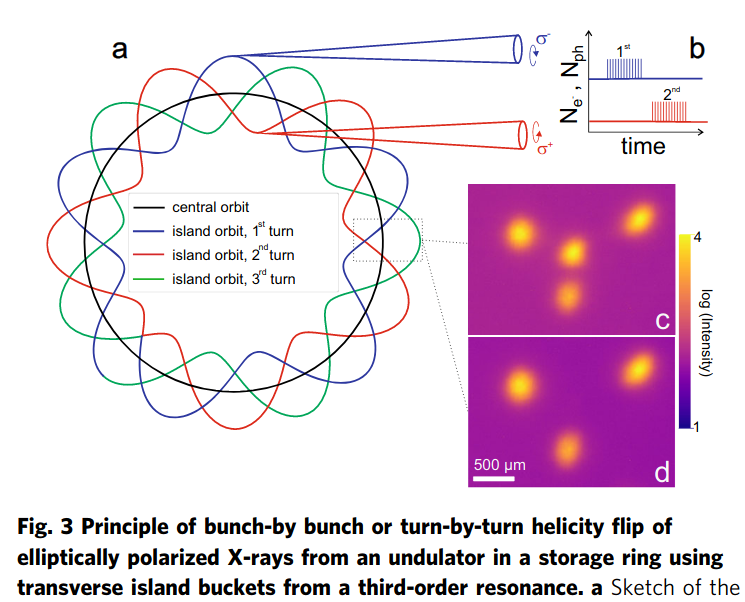 a
σ-
b
1st
Ne-, Nph
2nd
time
σ+
central orbit
island orbit, 1st turn
island orbit, 2nd turn
island orbit, 3rd turn
c
4
log (Intensity)
1
500 μm
d
Fig. 3 Principle of bunch-by bunch or turn-by-turn helicity flip of
elliptically polarized X-rays from an undulator in a storage ring using
transverse island buckets from a third-order resonance. a Sketch of the